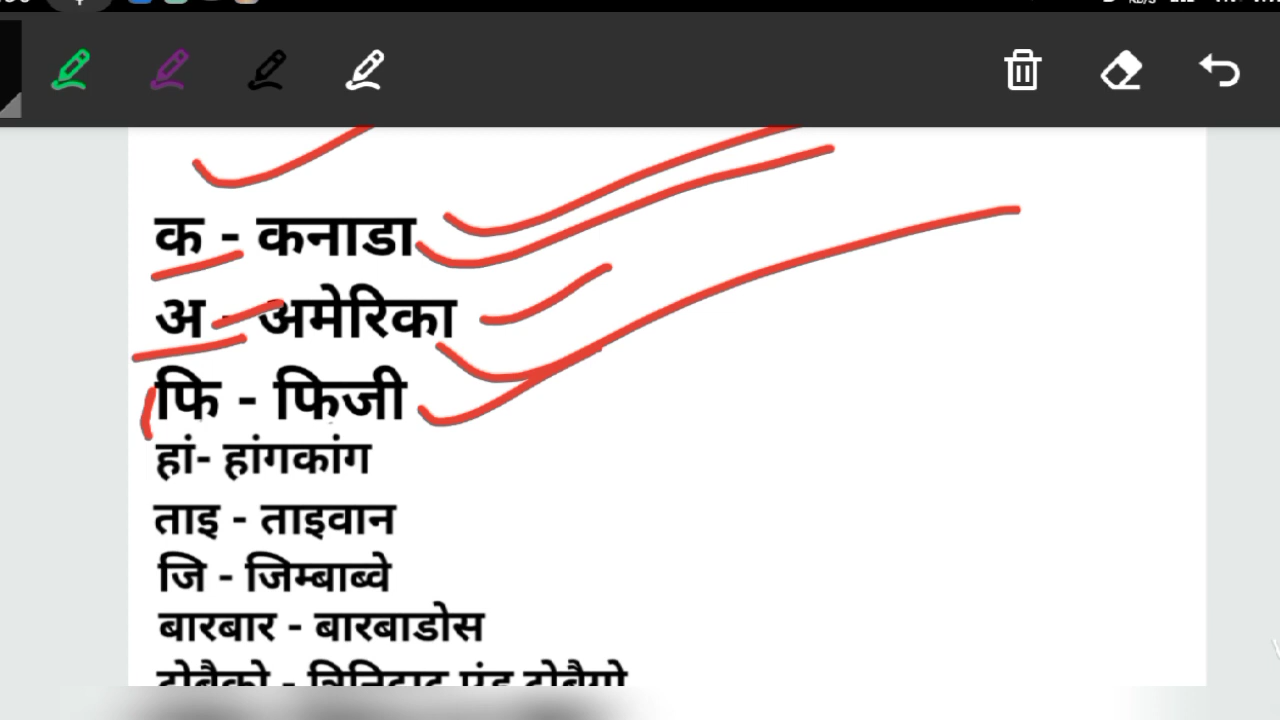 क - कनाडा
अ - अमेरिका
फि - फिजी
हां- हांगकांग
ताइ - ताइवान
जि - जिम्बाब्वे
बारबार - बारबाडोस
टोबैको - त्रिनिदाद एंड टोबैगो